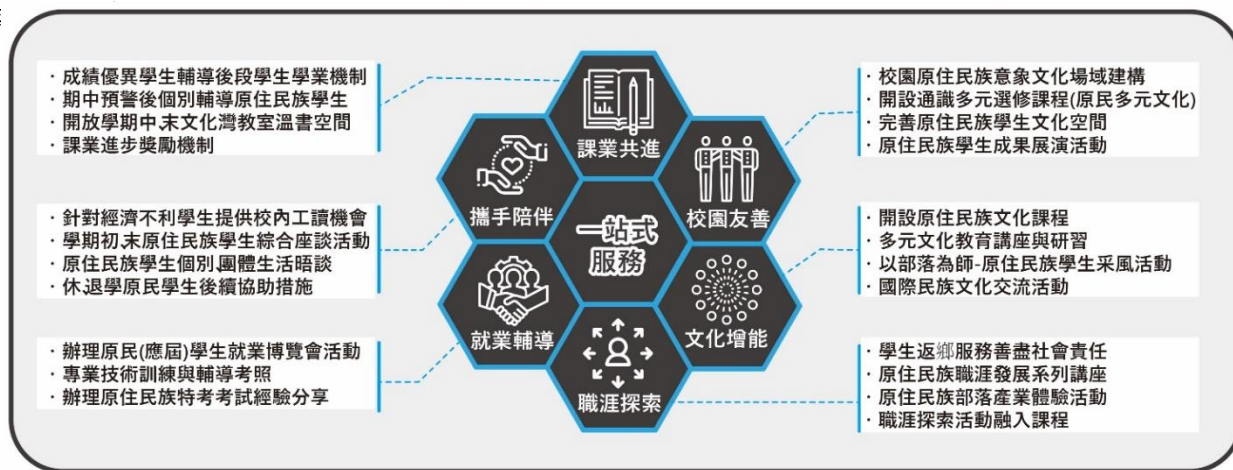 · 成績優異學生輔導後段學生學業機制
· 期中預警後個別輔導原住民族學生
· 開放學期中、末文化灣教室溫書空間
· 課業進步獎勵機制
· 針對經濟不利學生提供校內工讀機會
· 學期初、末原住民族學生綜合座談活動
· 原住民族學生個別、團體生活晤談
· 休、退學原民學生後續協助措施
· 辦理原民(應屆)學生就業博覽會活動
· 專業技術訓練與輔導考照
· 辦理原住民族特考考試經驗分享
課業共進
攜手陪伴
校園友善
一站式
服務
就業輔導
文化增能
職涯探索
· 校園原住民族意象文化場域建構
· 開設通識多元選修課程(原民多元文化)
· 完善原住民族學生文化空間
· 原住民族學生成果展演活動
· 開設原住民族文化課程
· 多元文化教育講座與研習
· 以部落為師-原住民族學生采風活動
· 國際民族文化交流活動
· 學生返鄉服務善盡社會責任
· 原住民族職涯發展系列講座
· 原住民族部落產業體驗活動
· 職涯探索活動融入課程